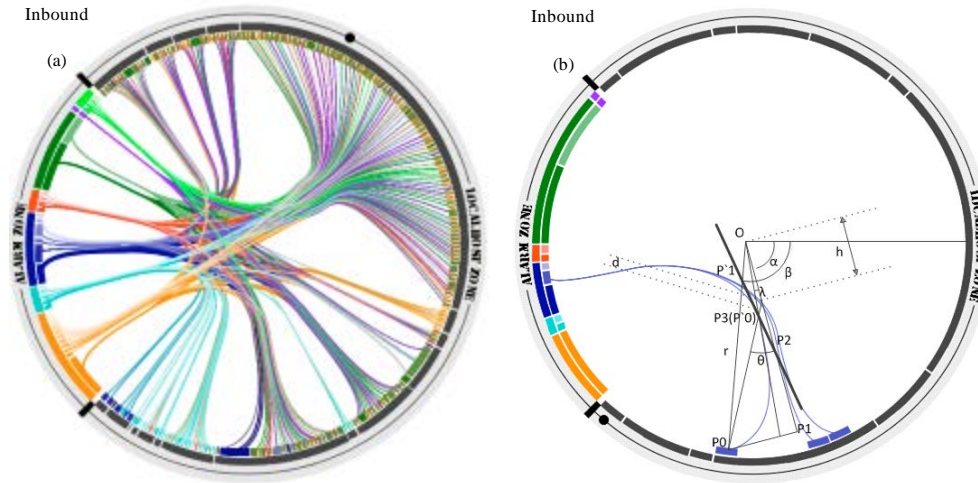 Inbound
(a)
ALARM ZONE
LOCALHOST ZONE
Inbound
(b)
ALARM ZONE
O
α
β
h
d
P`1
λ
P3(P`0)
P2
r
θ
P0
P1